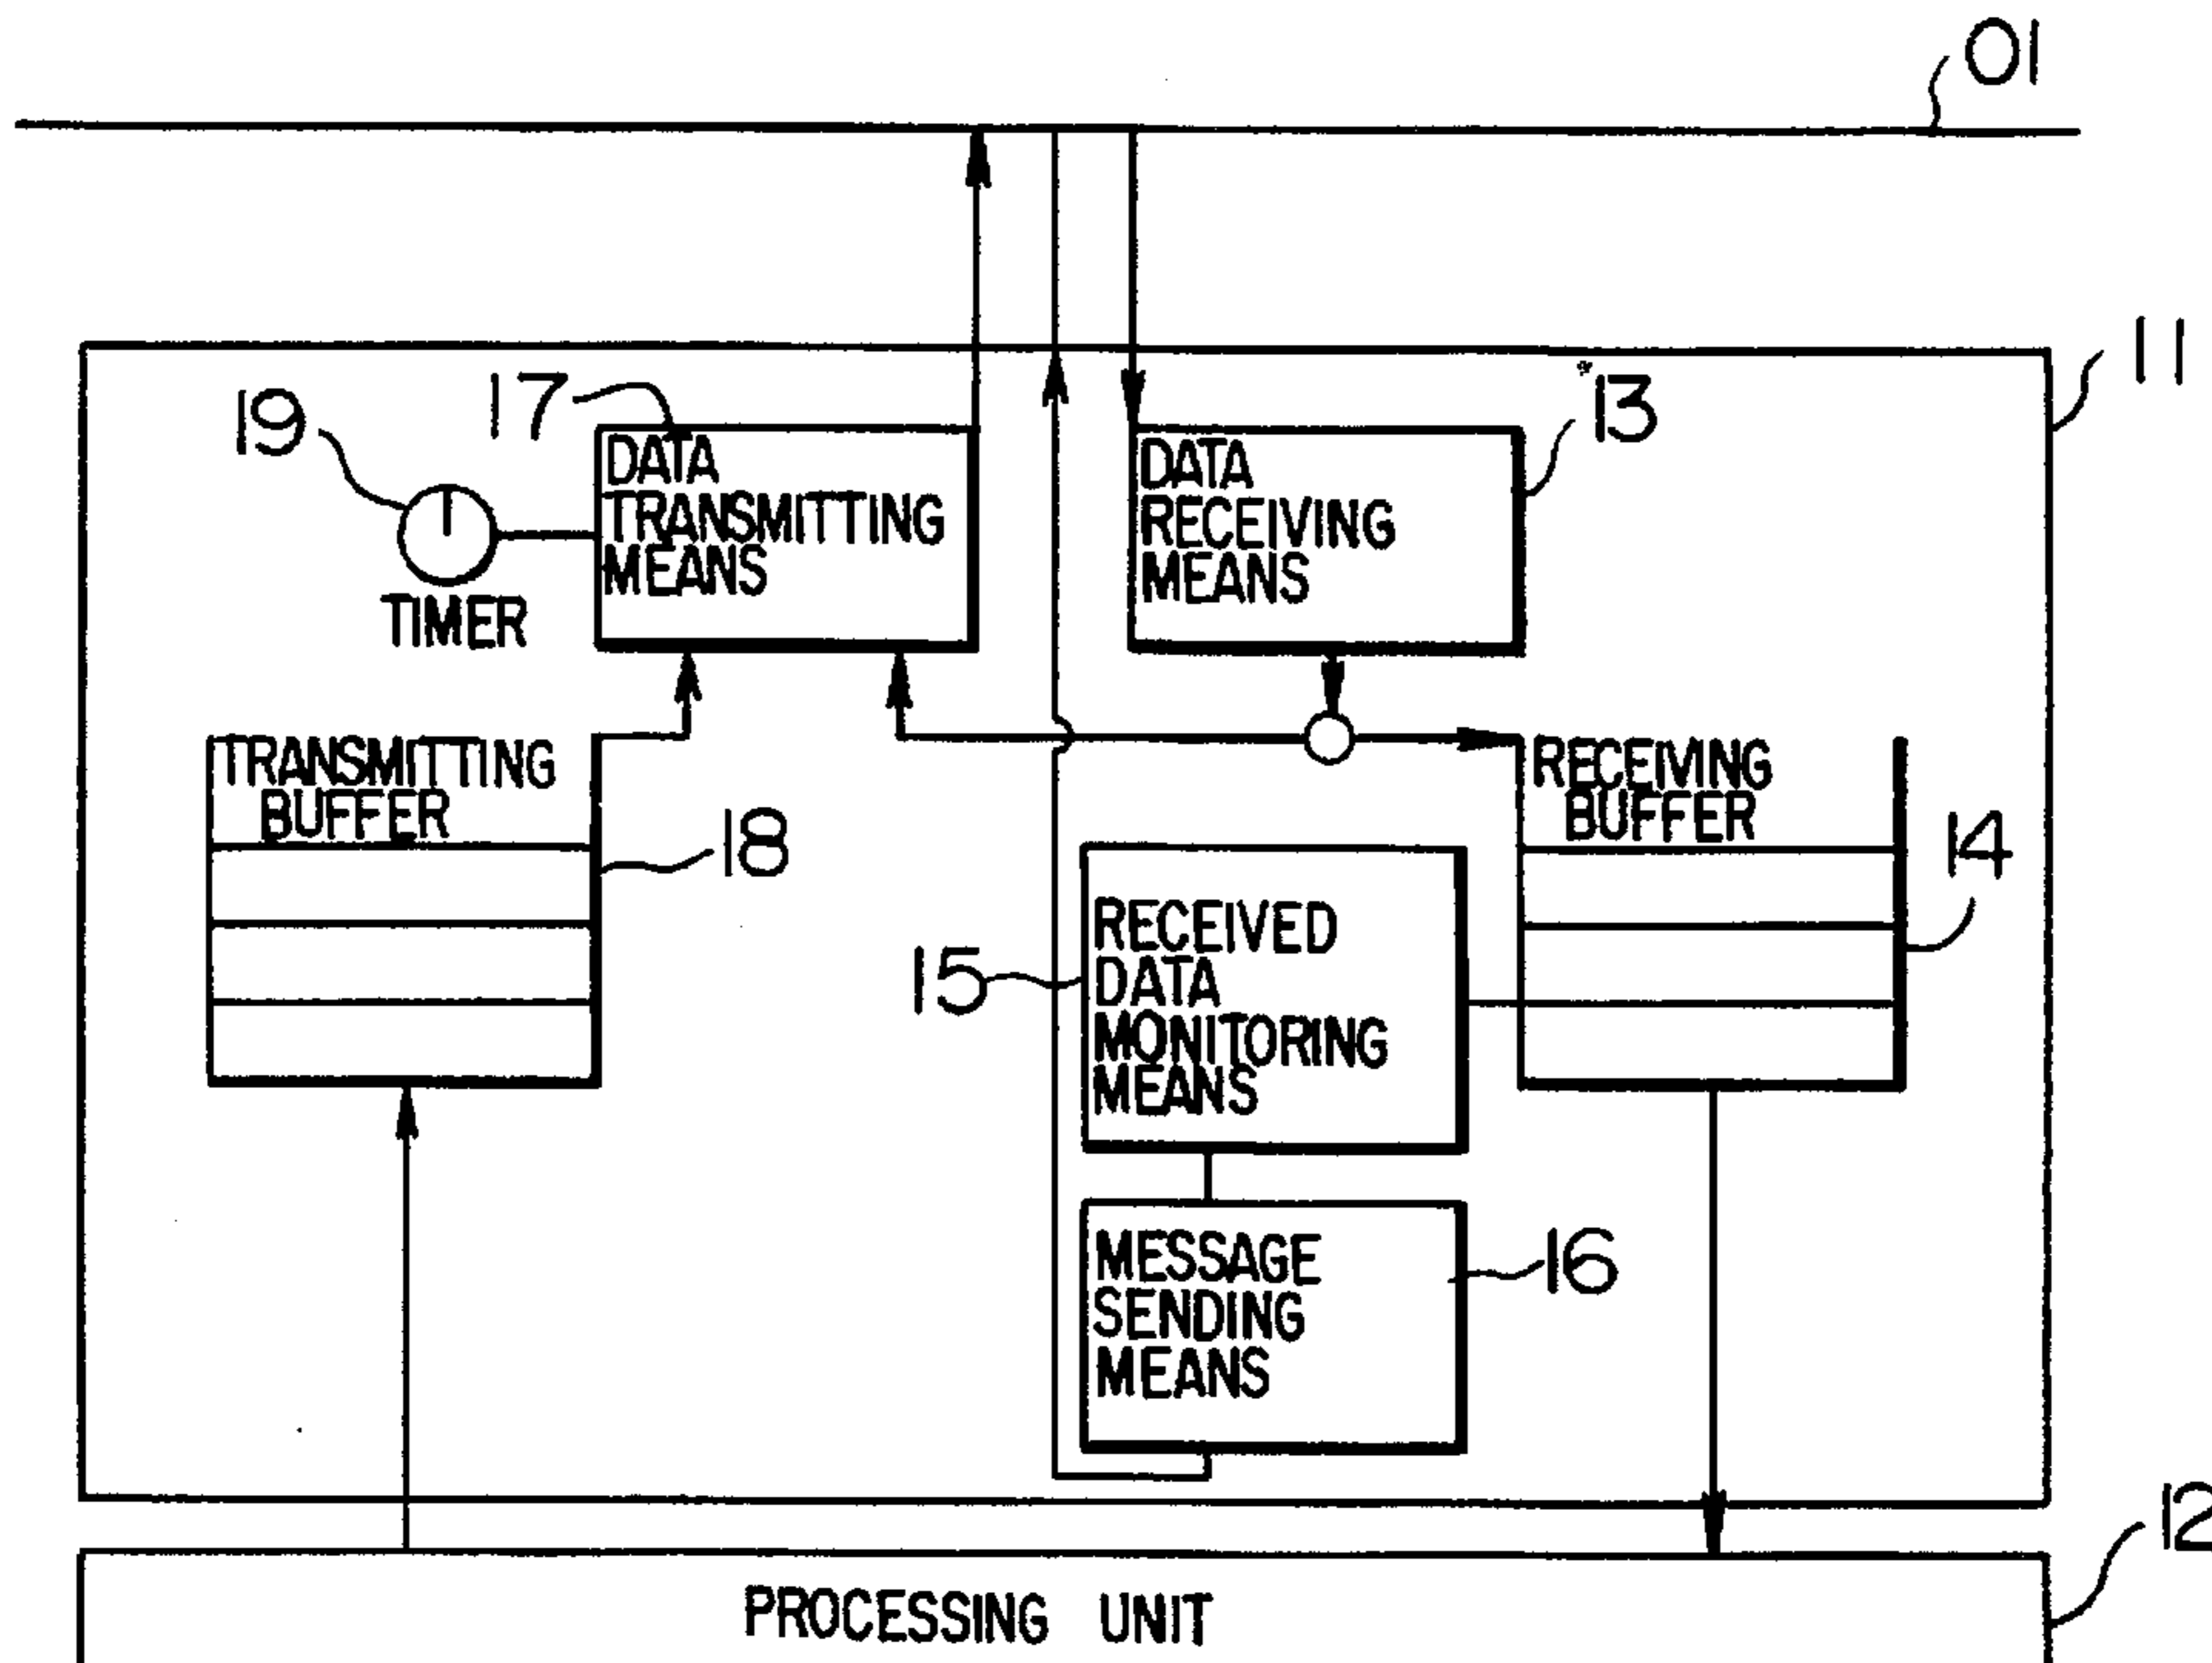 01
11
19
17
13
DATA
TRANSMITTING
MEANS
DATA
RECEIVING
MEANS
TIMER
TRANSMITTING
BUFFER
18
RECEIVING
BUFFER
14
15
RECEIVED
DATA
MONITORING
MEANS
MESSAGE
SENDING
MEANS
16
12
PROCESSING UNIT